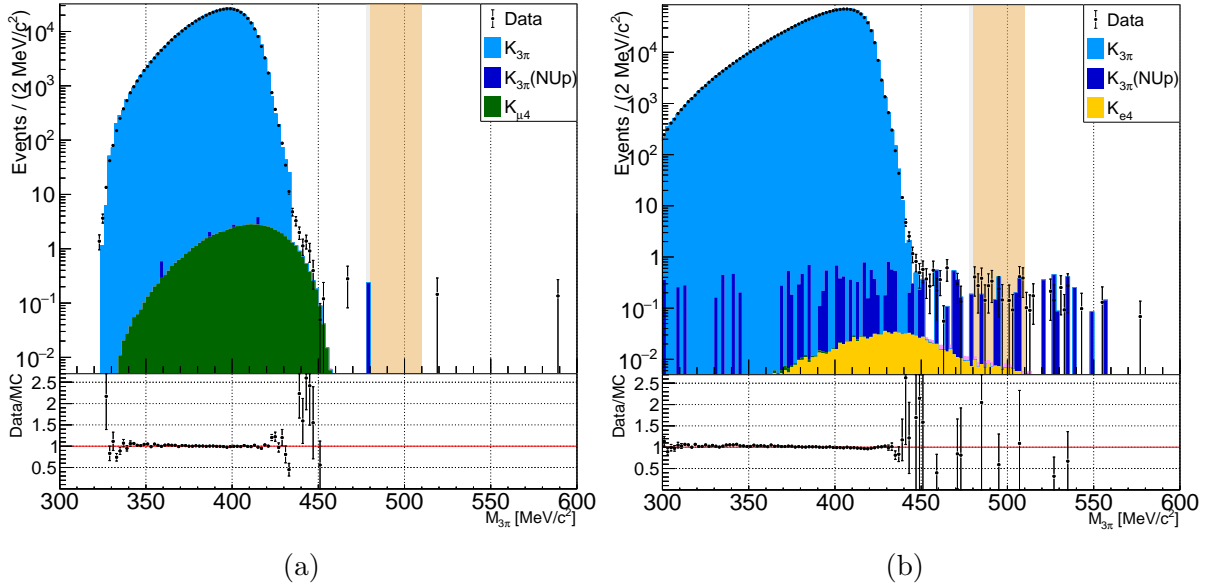 Events / (2 MeV/c²)
10⁴
10³
10²
10
1
10⁻¹
10⁻²
Data
K₃π
K₃π(NUp)
Kμ4
Data/MC
2.5
2
1.5
1
0.5
300 350 400 450 500 550 600
M₃π [MeV/c²]
(a)
Events / (2 MeV/c²)
10⁴
10³
10²
10
1
10⁻¹
10⁻²
Data
K₃π
K₃π(NUp)
Ke4
Data/MC
2.5
2
1.5
1
0.5
300 350 400 450 500 550 600
M₃π [MeV/c²]
(b)